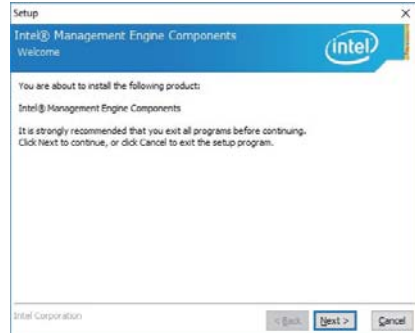 Setup
Intel® Management Engine Components
Welcome
intel
You are about to install the following product:
Intel® Management Engine Components
It is strongly recommended that you exit all programs before continuing.
Click Next to continue, or click Cancel to exit the setup program.
Intel Corporation
< Back
Next >
Cancel